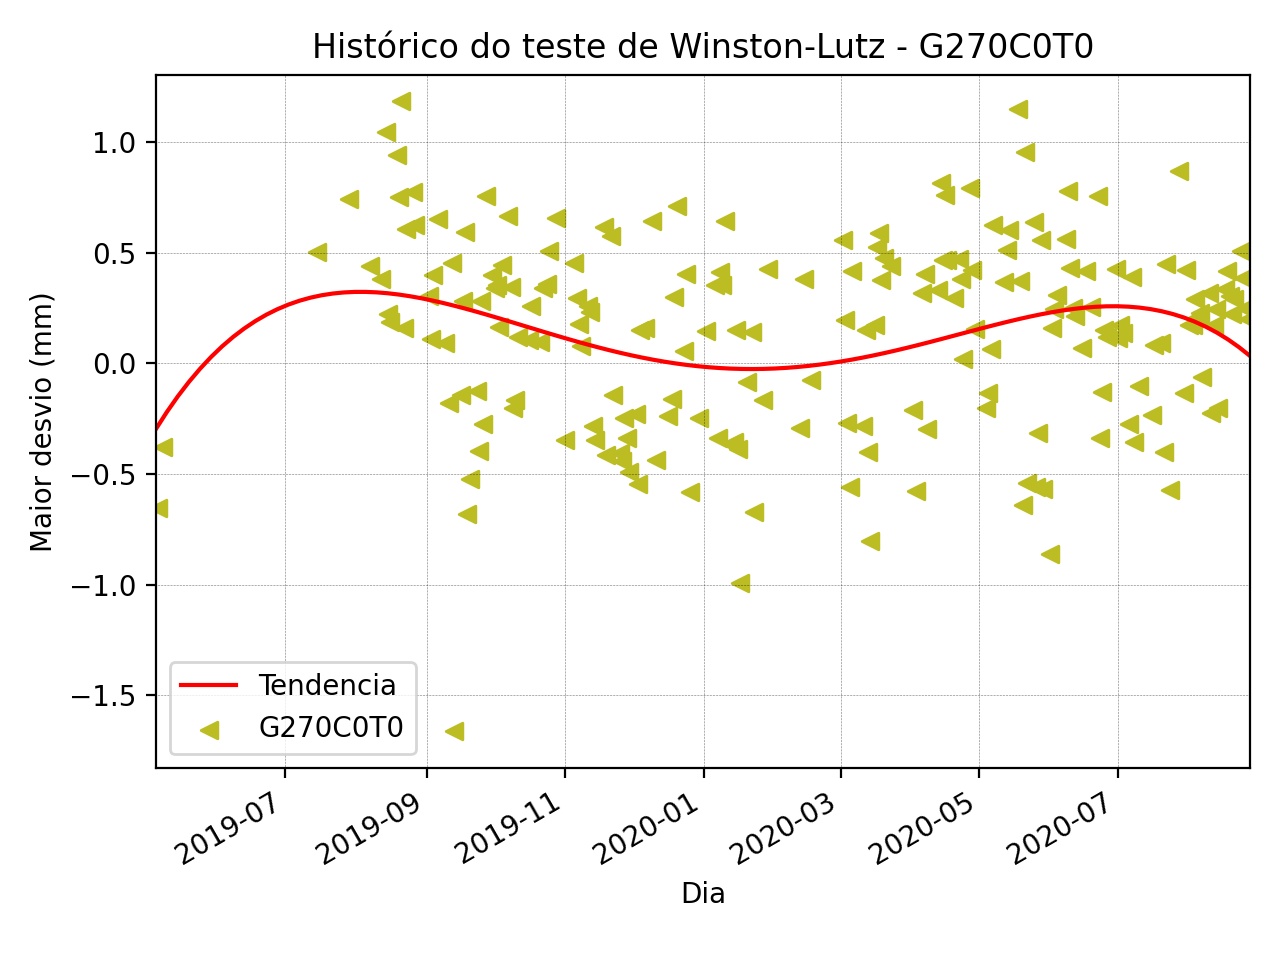 Histórico do teste de Winston-Lutz - G270C0T0
Maior desvio (mm)
1.0
0.5
0.0
−0.5
−1.0
−1.5
Tendencia
G270C0T0
2019-07
2019-09
2019-11
2020-01
2020-03
2020-05
2020-07
Dia